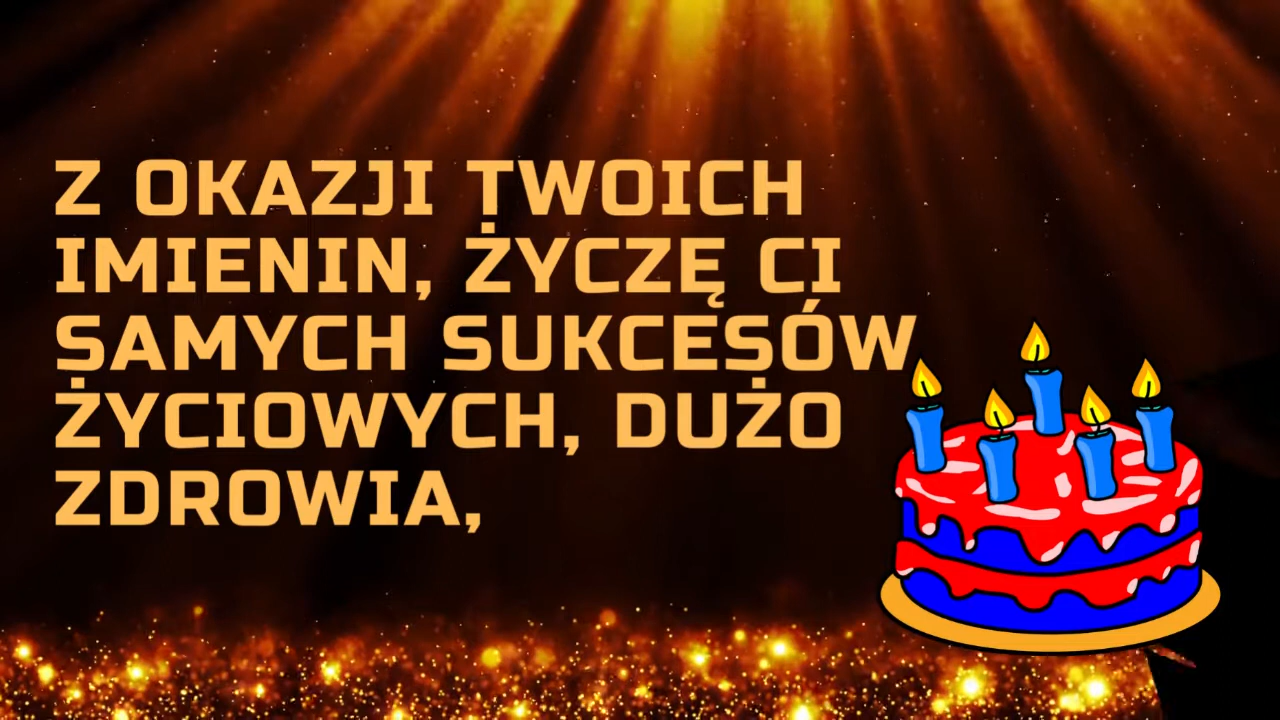 Z OKAZJI TWOICH
IMIENIN, ŻYCZĘ CI
SAMYCH SUKCESÓW
ŻYCIOWYCH, DUŻO
ZDROWIA,